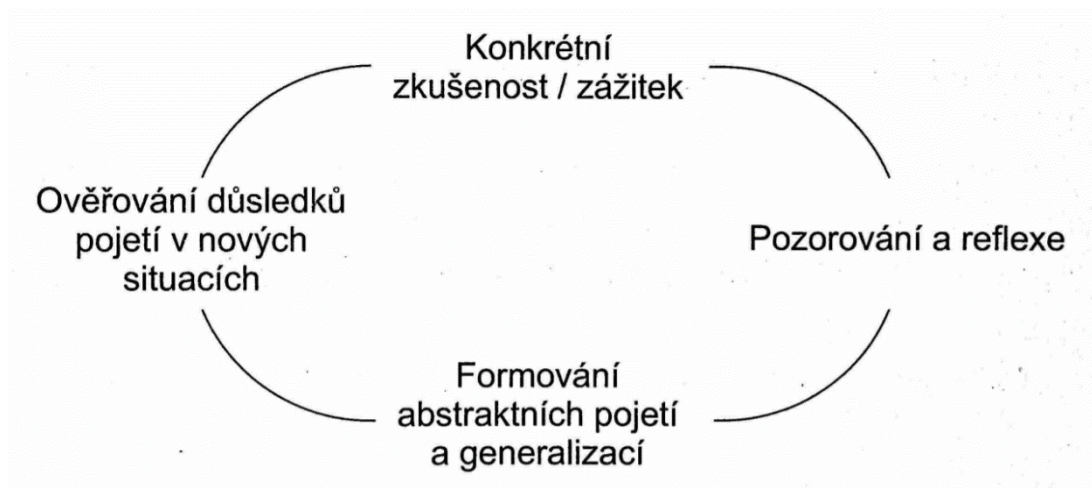 Konkrétní
zkušenost / zážitek
Ověřování důsledků
pojetí v nových
situacích
Pozorování a reflexe
Formování
abstraktních pojetí
a generalizací